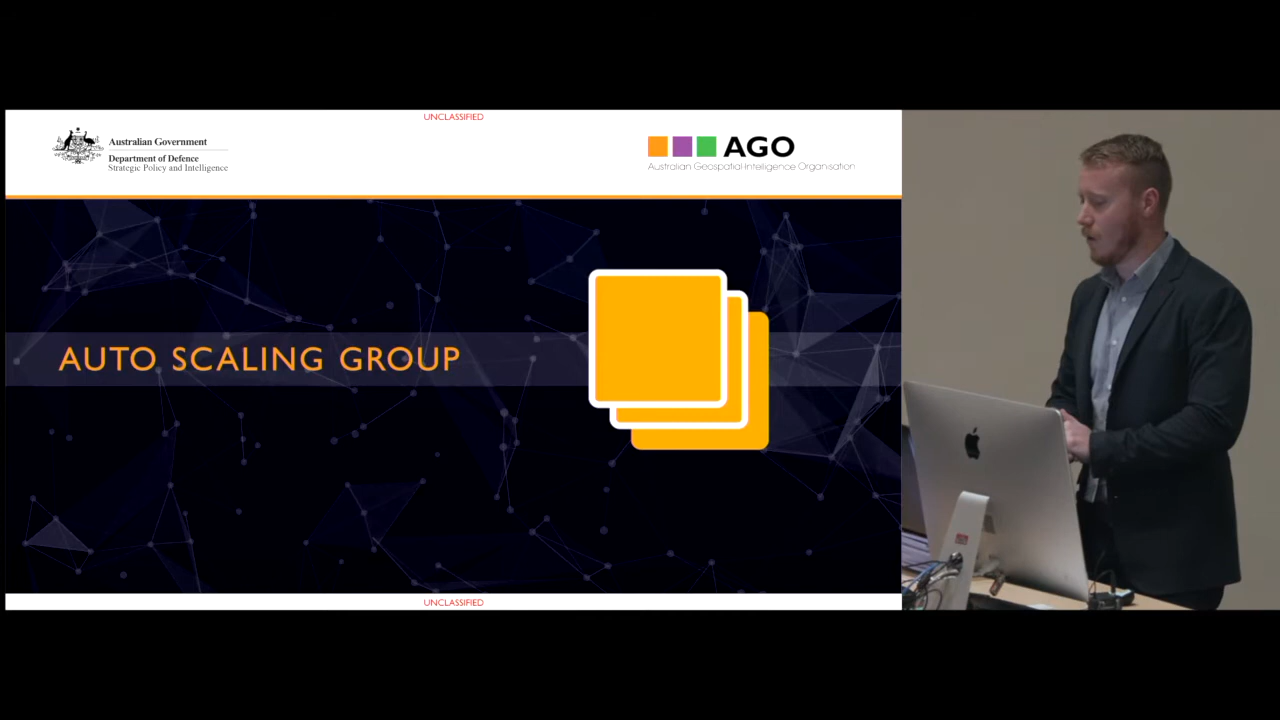 UNCLASSIFIED
Australian Government
Department of Defence
Strategic Policy and Intelligence
AGO
Australian Geospatial Intelligence Organisation
AUTO SCALING GROUP
UNCLASSIFIED